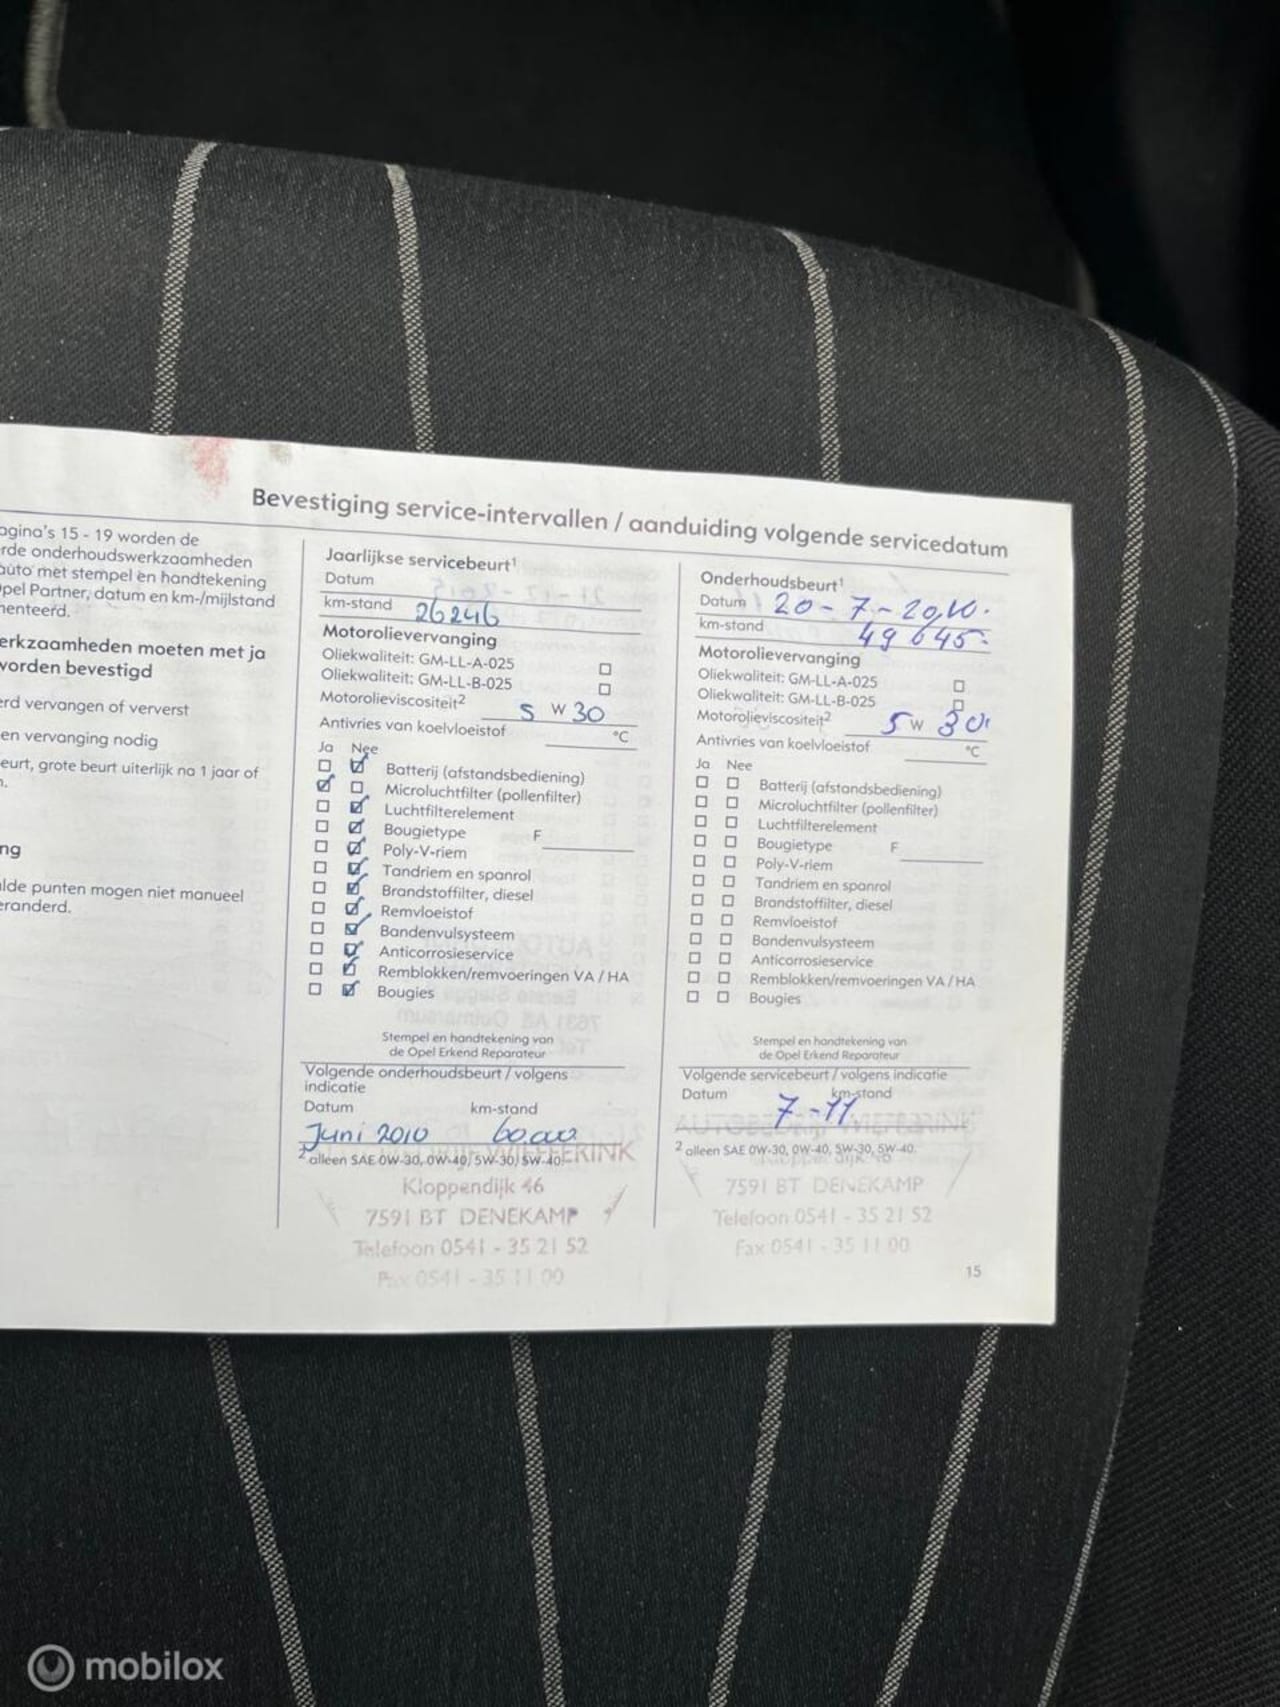 Bevestiging service-intervallen / aanduiding volgende servicedatum
agina's 15 - 19 worden de
rde onderhoudswerkzaamheden
auto met stempel en handtekening
pel Partner, datum en km-/mijlstand
enteerd.
erkzaamheden moeten met ja
worden bevestigd
erd vervangen of ververst
en vervanging nodig
eurt, grote beurt uiterlijk na 1 jaar of
n.
ng
lde punten mogen niet manueel
eranderd.
Jaarlijkse servicebeurt¹
Datum
km-stand 26246
Motorolievervanging
Oliekwaliteit: GM-LL-A-025 ☐
Oliekwaliteit: GM-LL-B-025 ☐
Motorolieviscositeit² 5 W 30
Antivries van koelvloeistof °C
Ja Nee
☐ ☑ Batterij (afstandsbediening)
☑ ☐ Microluchtfilter (pollenfilter)
☐ ☑ Luchtfilterelement
☐ ☑ Bougietype F
☐ ☑ Poly-V-riem
☐ ☑ Tandriem en spanrol
☐ ☑ Brandstoffilter, diesel
☐ ☑ Remvloeistof
☐ ☑ Bandenvulsysteem
☐ ☑ Anticorrosieservice
☐ ☑ Remblokken/remvoeringen VA / HA
☐ ☑ Bougies
Stempel en handtekening van
de Opel Erkend Reparateur
Volgende onderhoudsbeurt / volgens
indicatie
Datum km-stand
Juni 2010 60.000
² alleen SAE 0W-30, 0W-40, 5W-30, 5W-40.
WIEFFERINK
Kloppendijk 46
7591 BT DENEKAMP
Telefoon 0541 - 35 21 52
Fax 0541 - 35 11 00
Onderhoudsbeurt¹
Datum 20-7-2010.
km-stand 49645-
Motorolievervanging
Oliekwaliteit: GM-LL-A-025 ☐
Oliekwaliteit: GM-LL-B-025 ☐
Motorolieviscositeit² 5 W 30
Antivries van koelvloeistof °C
Ja Nee
☐ ☐ Batterij (afstandsbediening)
☐ ☐ Microluchtfilter (pollenfilter)
☐ ☐ Luchtfilterelement
☐ ☐ Bougietype F
☐ ☐ Poly-V-riem
☐ ☐ Tandriem en spanrol
☐ ☐ Brandstoffilter, diesel
☐ ☐ Remvloeistof
☐ ☐ Bandenvulsysteem
☐ ☐ Anticorrosieservice
☐ ☐ Remblokken/remvoeringen VA / HA
☐ ☐ Bougies
Stempel en handtekening van
de Opel Erkend Reparateur
Volgende servicebeurt / volgens indicatie
Datum km-stand
7-11
AUTOBEDRIJF WIEFFERINK
² alleen SAE 0W-30, 0W-40, 5W-30, 5W-40.
7591 BT DENEKAMP
Telefoon 0541 - 35 21 52
Fax 0541 - 35 11 00
15
mobilox